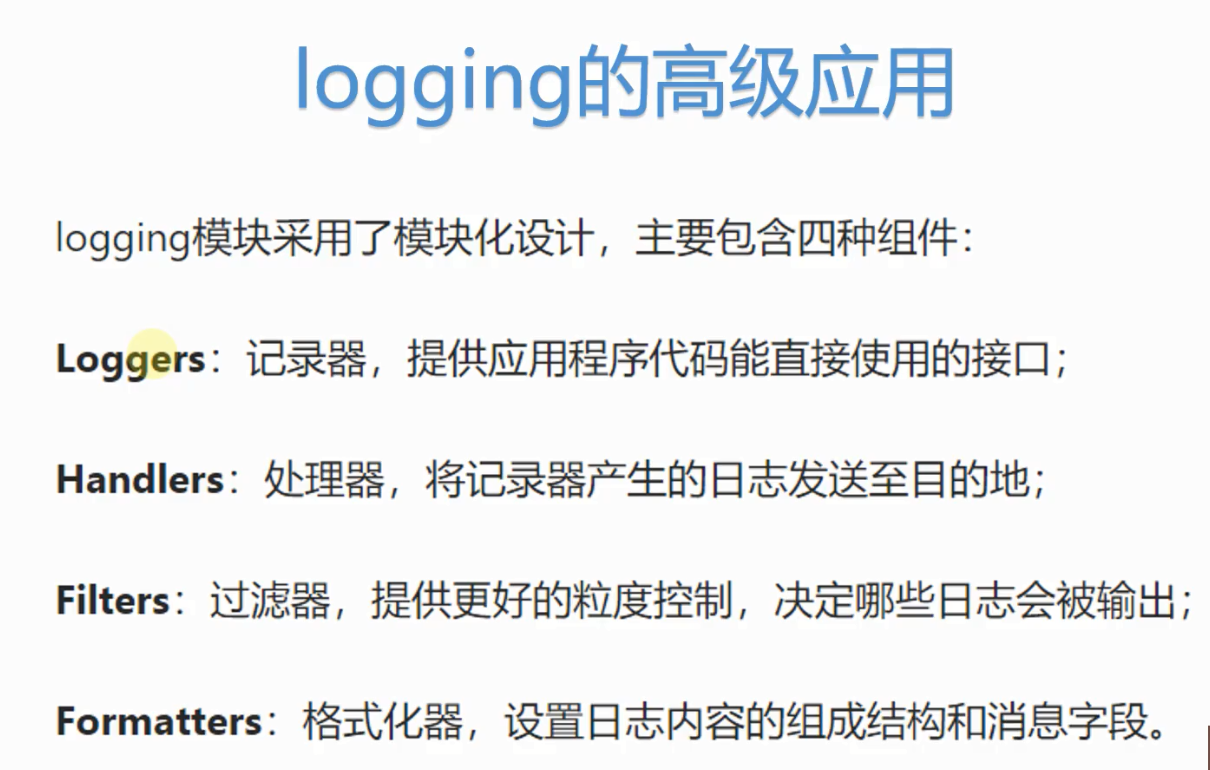 logging的高级应用
logging模块采用了模块化设计，主要包含四种组件：
Loggers：记录器，提供应用程序代码能直接使用的接口；
Handlers：处理器，将记录器产生的日志发送至目的地；
Filters：过滤器，提供更好的粒度控制，决定哪些日志会被输出；
Formatters：格式化器，设置日志内容的组成结构和消息字段。